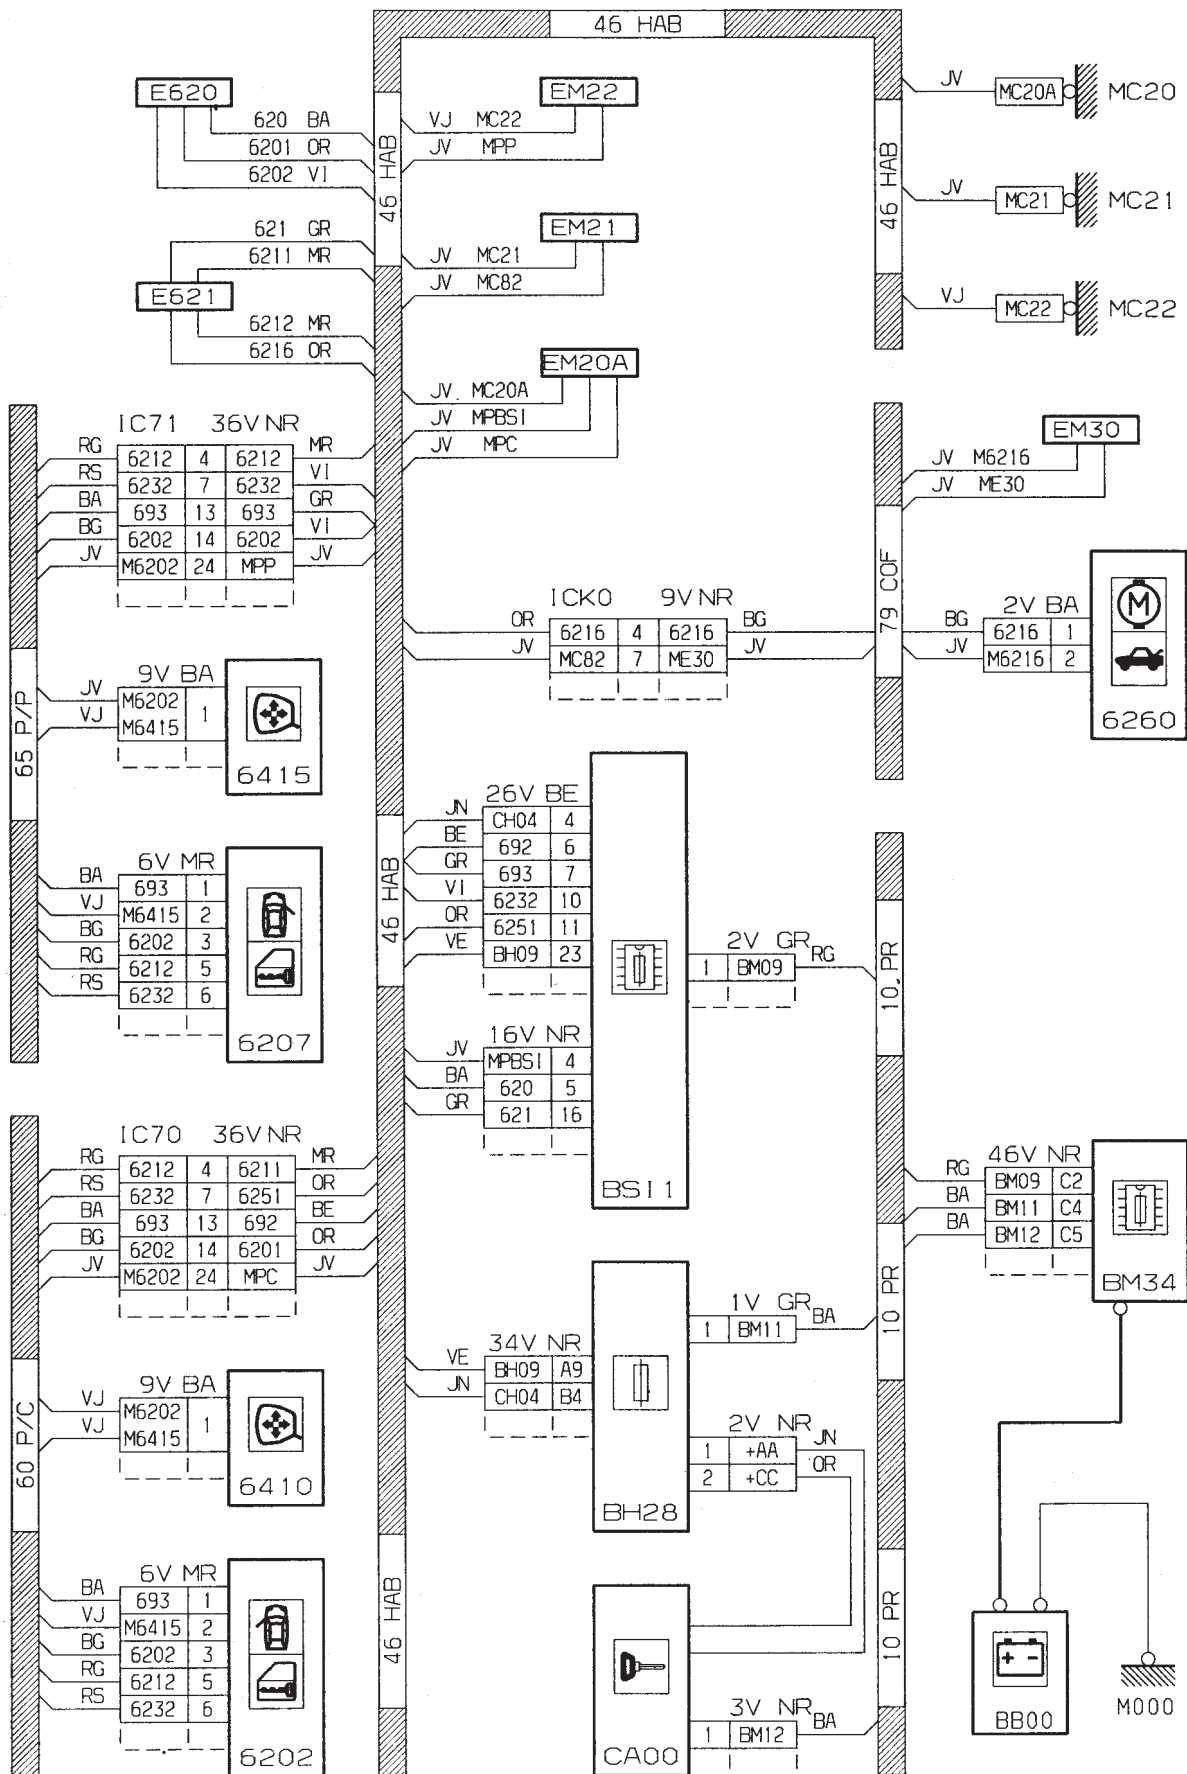 46 HAB
E620
620 BA
6201 OR
6202 VI
46 HAB
VJ MC22
JV MPP
EM22
46 HAB
JV
MC20A
MC20
JV
MC21
MC21
VJ
MC22
MC22
621 GR
6211 MR
E621
6212 MR
6216 OR
JV MC21
JV MC82
EM21
EM20A
JV MC20A
JV MPBSI
JV MPC
IC71 36V NR
RG 6212 4 6212 MR
RS 6232 7 6232 VI
BA 693 13 693 GR
BG 6202 14 6202 VI
JV M6202 24 MPP JV
EM30
JV M6216
JV ME30
79 COF
ICK0 9V NR
OR 6216 4 6216 BG
JV MC82 7 ME30 JV
2V BA
BG 6216 1
JV M6216 2
M
6260
65 P/P
9V BA
JV M6202
VJ M6415
1
6415
6V MR
BA 693 1
VJ M6415 2
BG 6202 3
RG 6212 5
RS 6232 6
6207
46 HAB
26V BE
JN CH04 4
BE 692 6
GR 693 7
VI 6232 10
OR 6251 11
VE BH09 23
16V NR
JV MPBSI 4
BA 620 5
GR 621 16
BSI1
2V GR
1 BM09 RG
10 PR
IC70 36V NR
RG 6212 4 6211 MR
RS 6232 7 6251 OR
BA 693 13 692 BE
BG 6202 14 6201 OR
JV M6202 24 MPC JV
46V NR
RG BM09 C2
BA BM11 C4
BA BM12 C5
BM34
10 PR
60 P/C
9V BA
VJ M6202
VJ M6415
1
6410
34V NR
VE BH09 A9
JN CH04 B4
1V GR
1 BM11 BA
2V NR
1 +AA JN
2 +CC OR
BH28
6V MR
BA 693 1
VJ M6415 2
BG 6202 3
RG 6212 5
RS 6232 6
6202
46 HAB
3V NR
1 BM12 BA
CA00
10 PR
+ -
BB00
M000